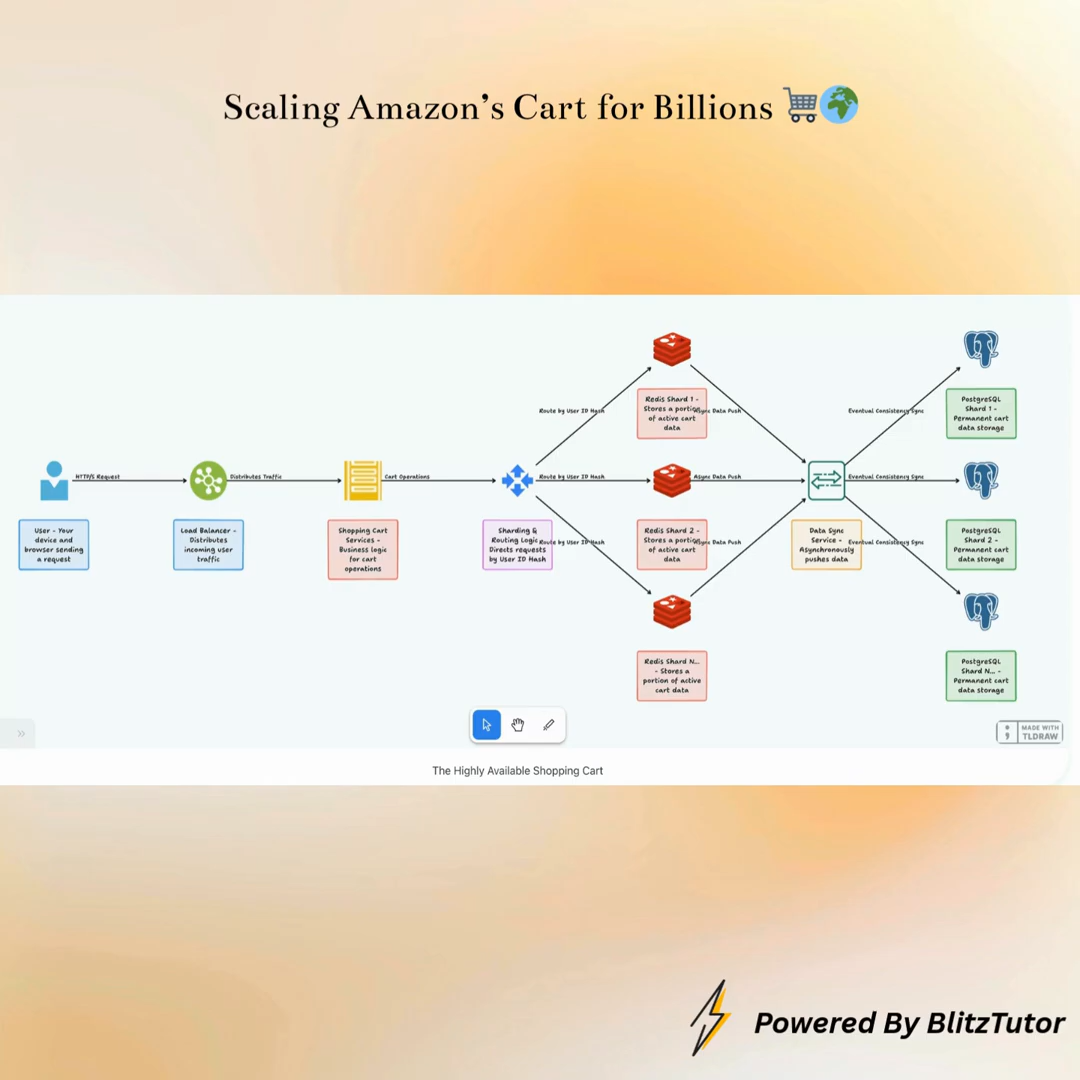 Scaling Amazon's Cart for Billions
HTTP/S Request
Distributes Traffic
Cart Operations
Route by User ID Hash
Route by User ID Hash
Route by User ID Hash
Async Data Push
Async Data Push
Async Data Push
Eventual Consistency Sync
Eventual Consistency Sync
Eventual Consistency Sync
User - Your
device and
browser sending
a request
Load Balancer -
Distributes
incoming user
traffic
Shopping Cart
Services -
Business logic
for cart
operations
Sharding &
Routing Logic -
Directs requests
by User ID Hash
Redis Shard 1 -
Stores a portion
of active cart
data
Redis Shard 2 -
Stores a portion
of active cart
data
Redis Shard N...
- Stores a
portion of active
cart data
Data Sync
Service -
Asynchronously
pushes data
PostgreSQL
Shard 1 -
Permanent cart
data storage
PostgreSQL
Shard 2 -
Permanent cart
data storage
PostgreSQL
Shard N... -
Permanent cart
data storage
MADE WITH
TLDRAW
The Highly Available Shopping Cart
Powered By BlitzTutor